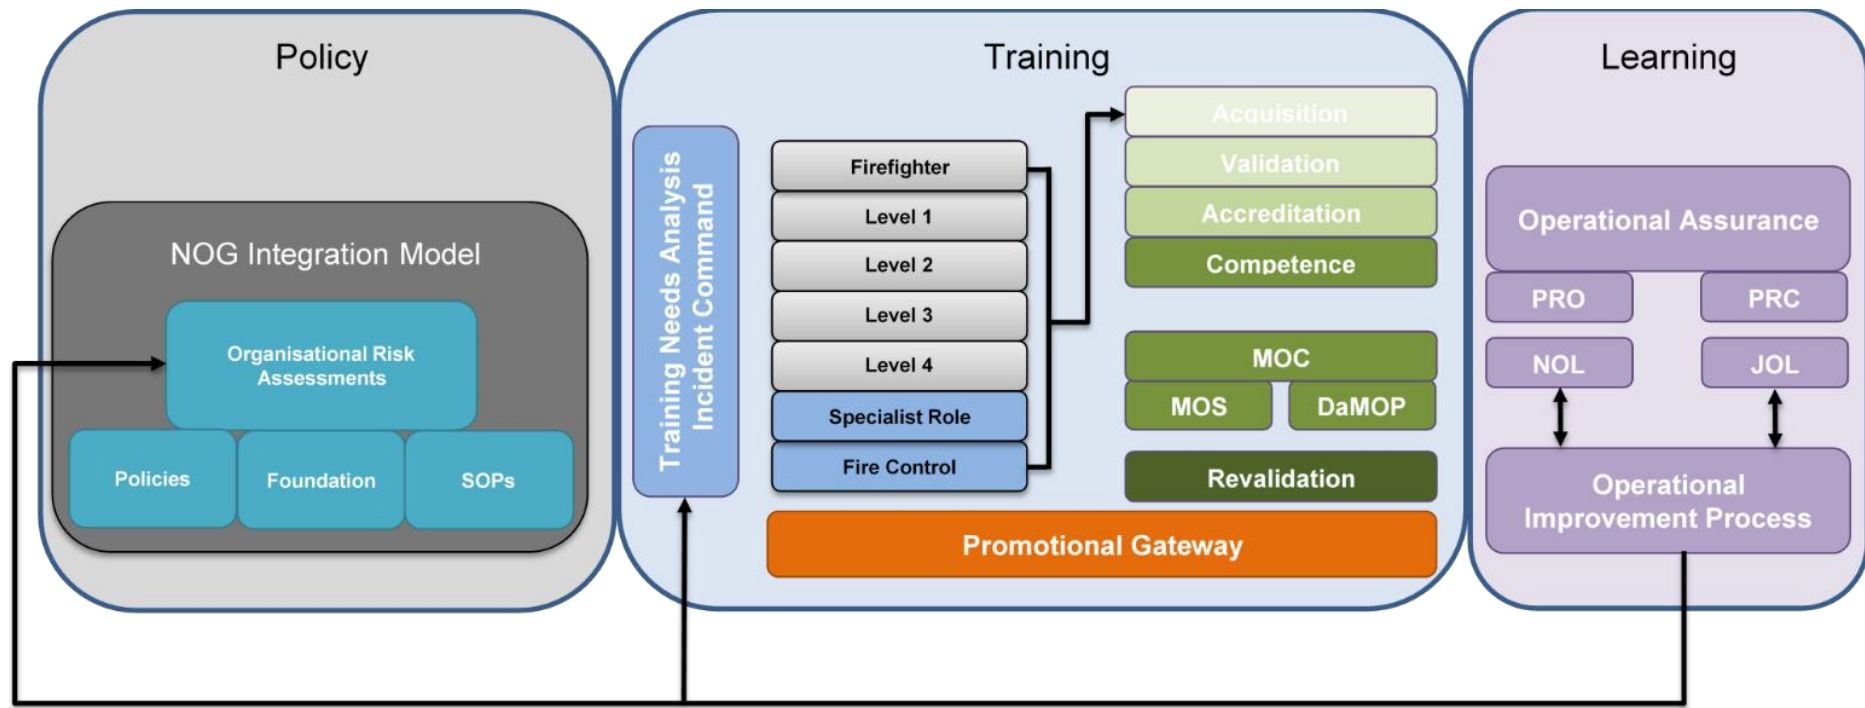 Policy
NOG Integration Model
Organisational Risk
Assessments
Policies
Foundation
SOPs
Training
Training Needs Analysis
Incident Command
Firefighter
Level 1
Level 2
Level 3
Level 4
Specialist Role
Fire Control
Acquisition
Validation
Accreditation
Competence
MOC
MOS
DaMOP
Revalidation
Promotional Gateway
Learning
Operational Assurance
PRO
PRC
NOL
JOL
Operational
Improvement Process